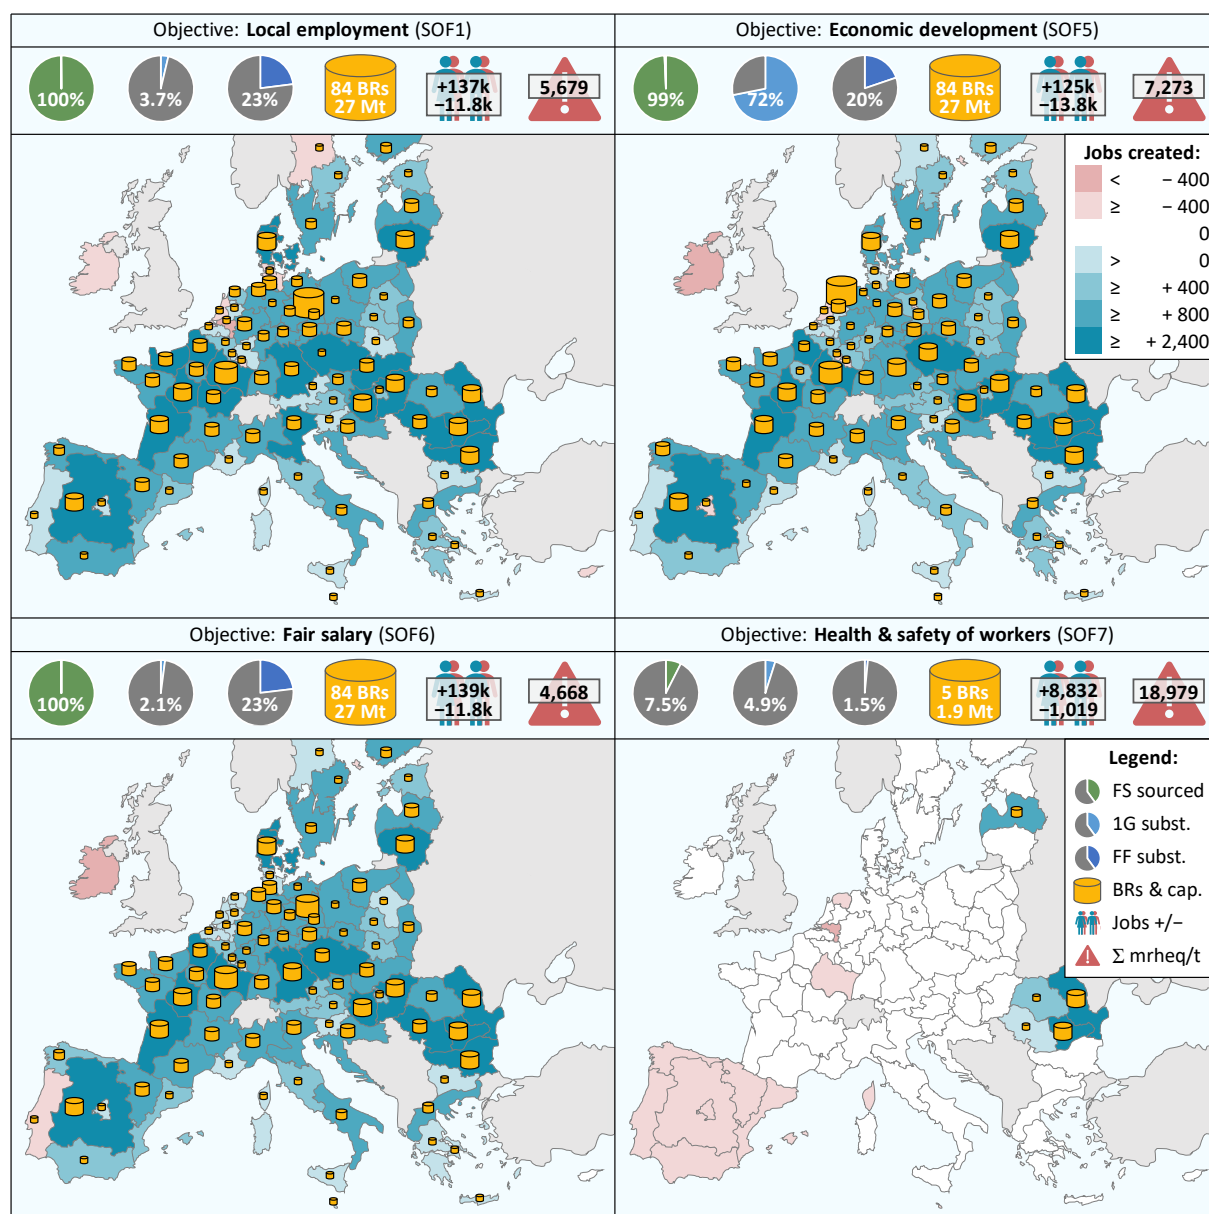 Objective: Local employment (SOF1)
Objective: Economic development (SOF5)
100%
3.7%
23%
84 BRs
27 Mt
+137k
−11.8k
5,679
99%
72%
20%
84 BRs
27 Mt
+125k
−13.8k
7,273
Jobs created:
< − 400
≥ − 400
0
> 0
≥ + 400
≥ + 800
≥ + 2,400
Objective: Fair salary (SOF6)
Objective: Health & safety of workers (SOF7)
100%
2.1%
23%
84 BRs
27 Mt
+139k
−11.8k
4,668
7.5%
4.9%
1.5%
5 BRs
1.9 Mt
+8,832
−1,019
18,979
Legend:
FS sourced
1G subst.
FF subst.
BRs & cap.
Jobs +/−
Σ mrheq/t